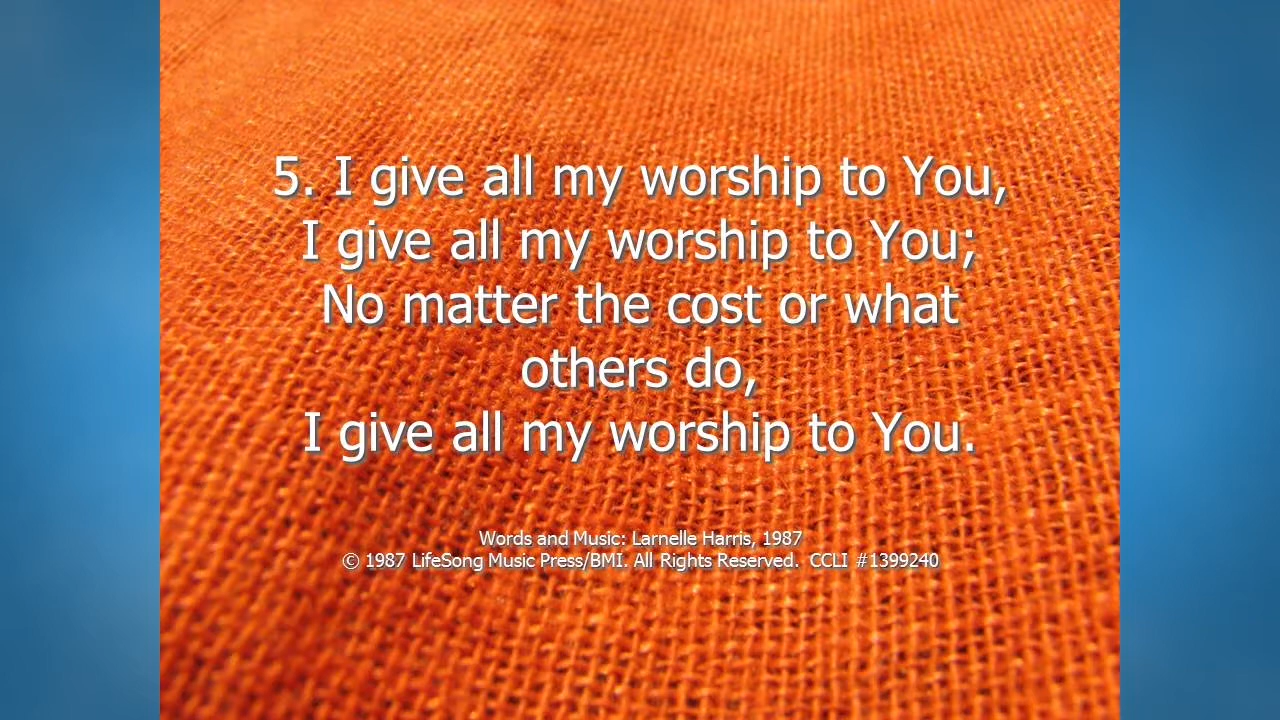 5. I give all my worship to You,
I give all my worship to You;
No matter the cost or what
others do,
I give all my worship to You.
Words and Music: Larnelle Harris, 1987
© 1987 LifeSong Music Press/BMI. All Rights Reserved.  CCLI #1399240